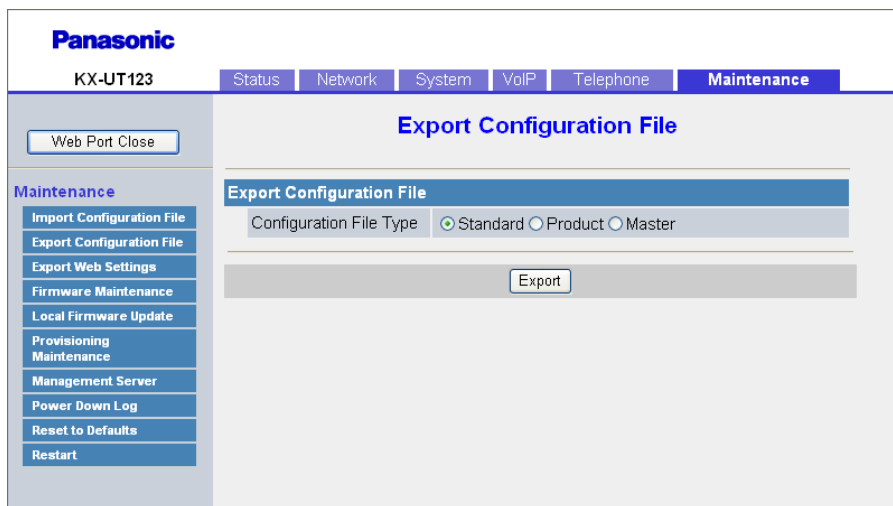 Panasonic
KX-UT123
Status Network System VoIP Telephone Maintenance
Web Port Close
Maintenance
Import Configuration File
Export Configuration File
Export Web Settings
Firmware Maintenance
Local Firmware Update
Provisioning
Maintenance
Management Server
Power Down Log
Reset to Defaults
Restart
Export Configuration File
Export Configuration File
Configuration File Type Standard Product Master
Export